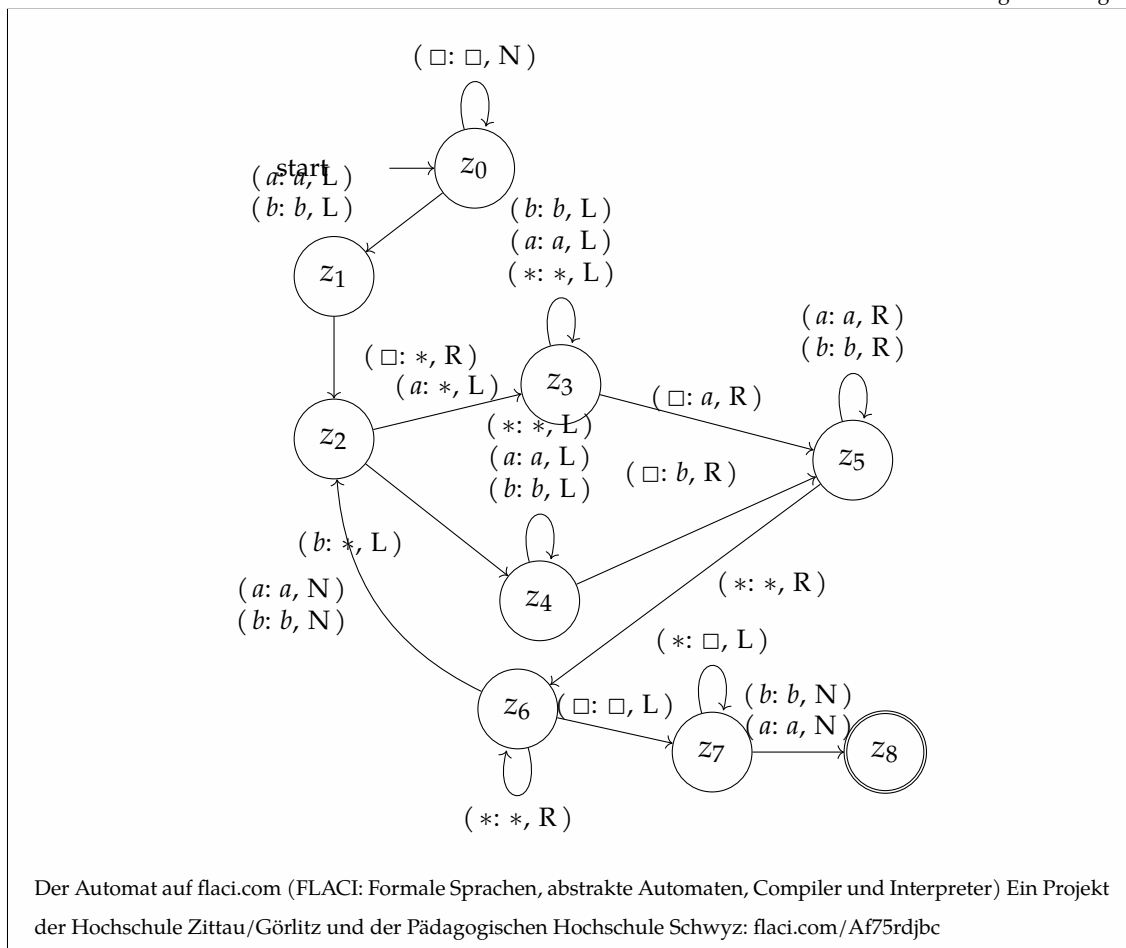 ( □: □, N )
z0
start
( a: a, L )
( b: b, L )
( b: b, L )
( a: a, L )
( ∗: ∗, L )
z1
( a: a, R )
( b: b, R )
( □: ∗, R )
( a: ∗, L )
z3
( □: a, R )
( ∗: ∗, L )
( a: a, L )
( b: b, L )
z2
( □: b, R )
z5
( b: ∗, L )
( a: a, N )
( b: b, N )
z4
( ∗: ∗, R )
( ∗: □, L )
z6
( □: □, L )
( b: b, N )
( a: a, N )
z7
z8
( ∗: ∗, R )
Der Automat auf flaci.com (FLACI: Formale Sprachen, abstrakte Automaten, Compiler und Interpreter) Ein Projekt
der Hochschule Zittau/Görlitz und der Pädagogischen Hochschule Schwyz: flaci.com/Af75rdjbc